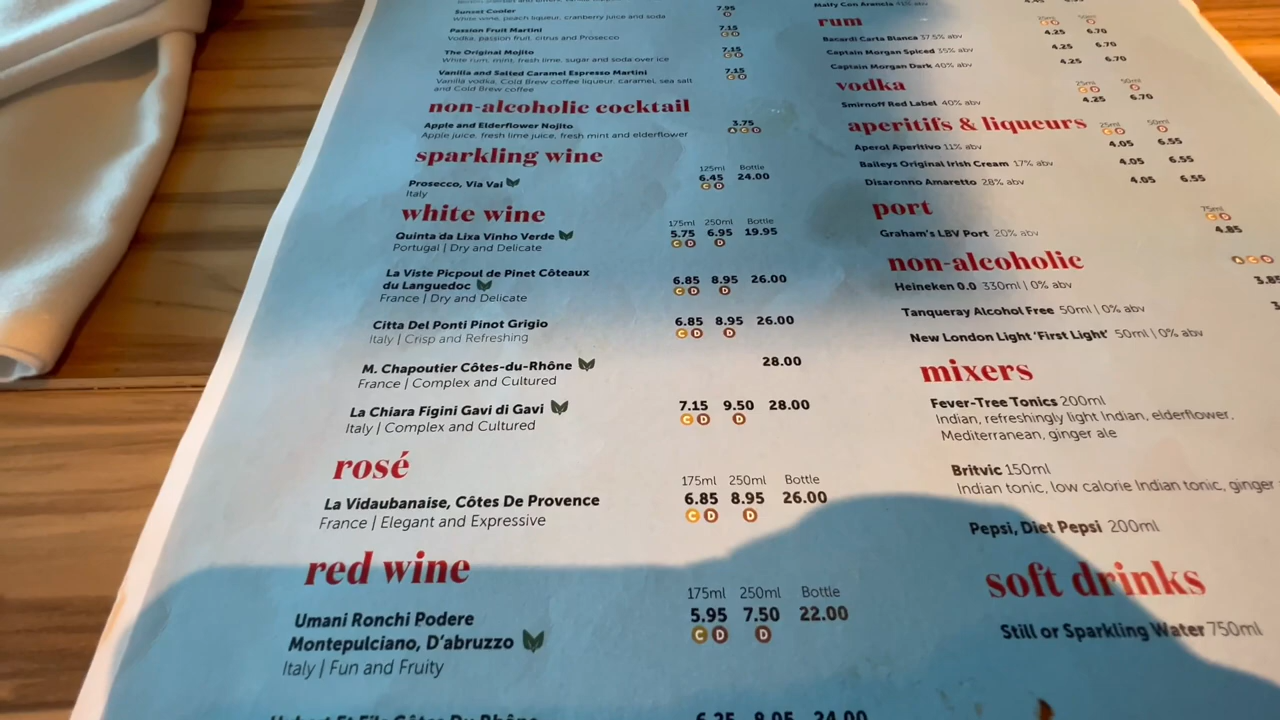 Sunset Cooler 7.95
White wine, peach liqueur, cranberry juice and soda D
Passion Fruit Martini 7.15
Vodka, passion fruit, citrus and Prosecco C D
The Original Mojito 7.15
White rum, mint, fresh lime, sugar and soda over ice C D
Vanilla and Salted Caramel Espresso Martini 7.15
Vanilla vodka, Cold Brew coffee liqueur, caramel, sea salt C D
and Cold Brew coffee
non-alcoholic cocktail
Apple and Elderflower Nojito 3.75
Apple juice, fresh lime juice, fresh mint and elderflower A C D
sparkling wine
125ml Bottle
Prosecco, Via Vai 6.45 24.00
Italy C D
white wine
175ml 250ml Bottle
Quinta da Lixa Vinho Verde 5.75 6.95 19.95
Portugal | Dry and Delicate C D D
La Viste Picpoul de Pinet Côteaux
du Languedoc 6.85 8.95 26.00
France | Dry and Delicate C D D
Citta Del Ponti Pinot Grigio 6.85 8.95 26.00
Italy | Crisp and Refreshing C D D
M. Chapoutier Côtes-du-Rhône 28.00
France | Complex and Cultured
La Chiara Figini Gavi di Gavi 7.15 9.50 28.00
Italy | Complex and Cultured C D D
rosé
175ml 250ml Bottle
La Vidaubanaise, Côtes De Provence 6.85 8.95 26.00
France | Elegant and Expressive C D D
red wine
175ml 250ml Bottle
Umani Ronchi Podere 5.95 7.50 22.00
Montepulciano, D'abruzzo C D D
Italy | Fun and Fruity
6.25 8.05 24.00
rum
25ml 50ml
C D D
Bacardi Carta Blanca 37.5% abv 4.25 6.70
Captain Morgan Spiced 35% abv 4.25 6.70
Captain Morgan Dark 40% abv 4.25 6.70
vodka
25ml 50ml
C D D
Smirnoff Red Label 40% abv 4.25 6.70
aperitifs & liqueurs
25ml 50ml
C D D
Aperol Aperitivo 11% abv 4.05 6.55
Baileys Original Irish Cream 17% abv 4.05 6.55
Disaronno Amaretto 28% abv 4.05 6.55
port
75ml
C D
Graham's LBV Port 20% abv 4.85
non-alcoholic
A C D
Heineken 0.0 330ml | 0% abv
Tanqueray Alcohol Free 50ml | 0% abv
New London Light 'First Light' 50ml | 0% abv
mixers
Fever-Tree Tonics 200ml
Indian, refreshingly light Indian, elderflower,
Mediterranean, ginger ale
Britvic 150ml
Indian tonic, low calorie Indian tonic, ginger
Pepsi, Diet Pepsi 200ml
soft drinks
Still or Sparkling Water 750ml